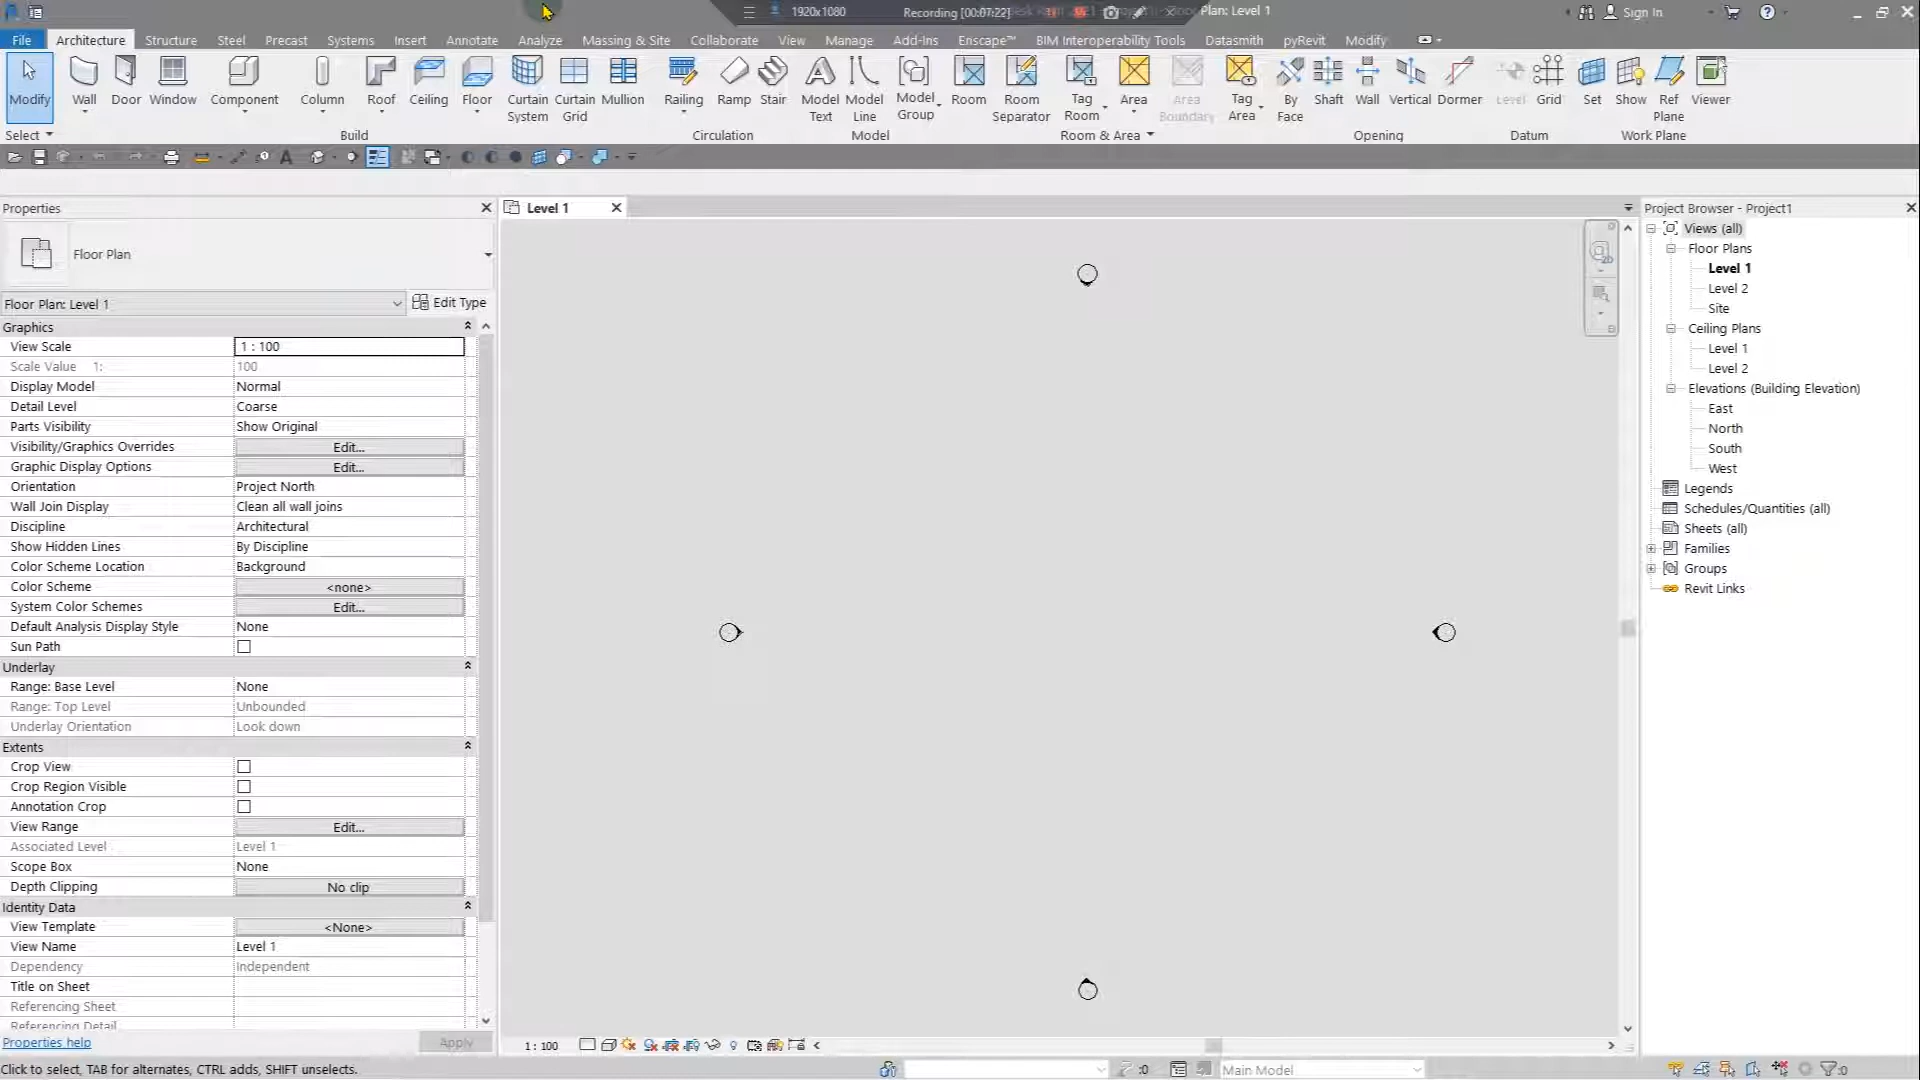 1920x1080
Recording [00:07:22]
Plan: Level 1
Sign In
File Architecture Structure Steel Precast Systems Insert Annotate Analyze Massing & Site Collaborate View Manage Add-Ins Enscape™ BIM Interoperability Tools Datasmith pyRevit Modify
Modify Wall Door Window Component Column Roof Ceiling Floor Curtain System Curtain Grid Mullion Railing Ramp Stair Model Text Model Line Model Group Room Room Separator Tag Room Area Area Boundary Tag Area By Face Shaft Wall Vertical Dormer Level Grid Set Show Ref Plane Viewer
Select Build Circulation Model Room & Area Opening Datum Work Plane
Properties
Floor Plan
Floor Plan: Level 1 Edit Type
Graphics
View Scale 1 : 100
Scale Value 1: 100
Display Model Normal
Detail Level Coarse
Parts Visibility Show Original
Visibility/Graphics Overrides Edit...
Graphic Display Options Edit...
Orientation Project North
Wall Join Display Clean all wall joins
Discipline Architectural
Show Hidden Lines By Discipline
Color Scheme Location Background
Color Scheme <none>
System Color Schemes Edit...
Default Analysis Display Style None
Sun Path
Underlay
Range: Base Level None
Range: Top Level Unbounded
Underlay Orientation Look down
Extents
Crop View
Crop Region Visible
Annotation Crop
View Range Edit...
Associated Level Level 1
Scope Box None
Depth Clipping No clip
Identity Data
View Template <None>
View Name Level 1
Dependency Independent
Title on Sheet
Referencing Sheet
Referencing Detail
Properties help Apply
Level 1
1 : 100
Project Browser - Project1
Views (all)
Floor Plans
Level 1
Level 2
Site
Ceiling Plans
Level 1
Level 2
Elevations (Building Elevation)
East
North
South
West
Legends
Schedules/Quantities (all)
Sheets (all)
Families
Groups
Revit Links
Click to select, TAB for alternates, CTRL adds, SHIFT unselects.
:0
Main Model
:0